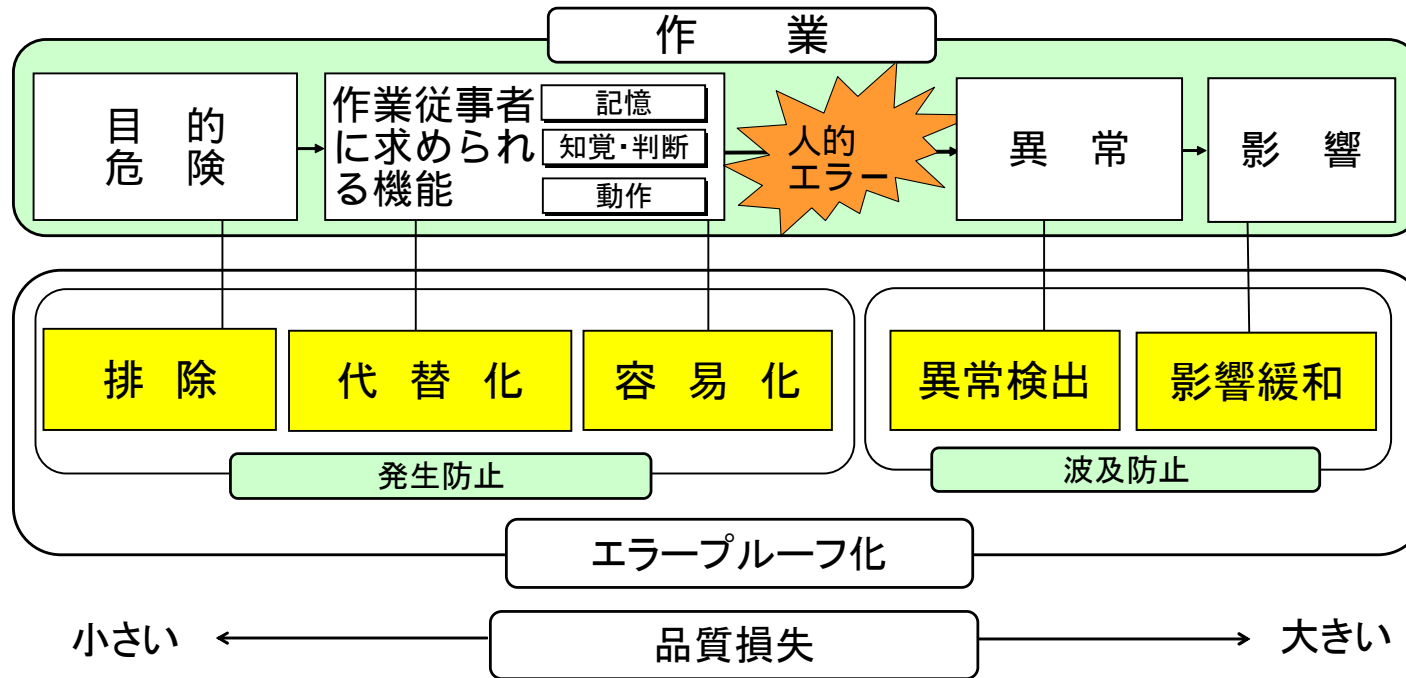 作　業
目　的
危　険
作業従事者
に求められ
る機能
記憶
知覚・判断
動作
人的
エラー
異　常
影　響
排　除
代　替　化
容　易　化
異常検出
影響緩和
発生防止
波及防止
エラープルーフ化
小さい
品質損失
大きい